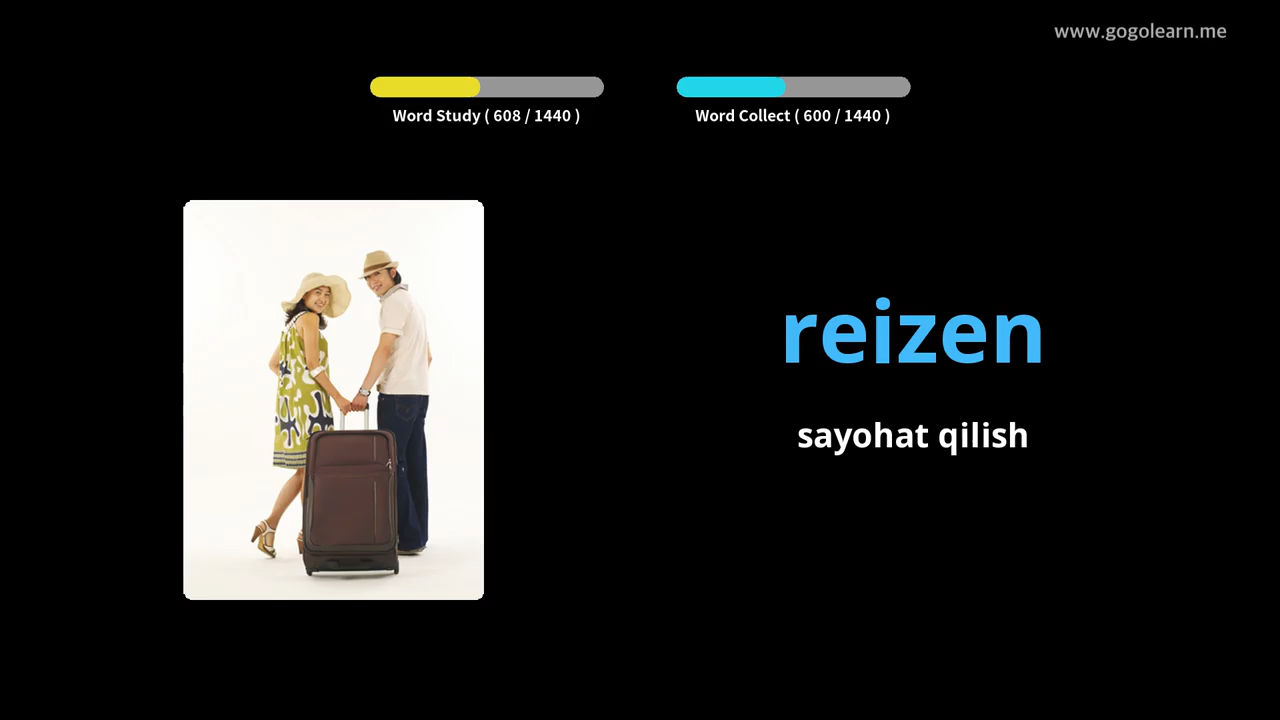 www.gogolearn.me
Word Study ( 608 / 1440 )
Word Collect ( 600 / 1440 )
reizen
sayohat qilish